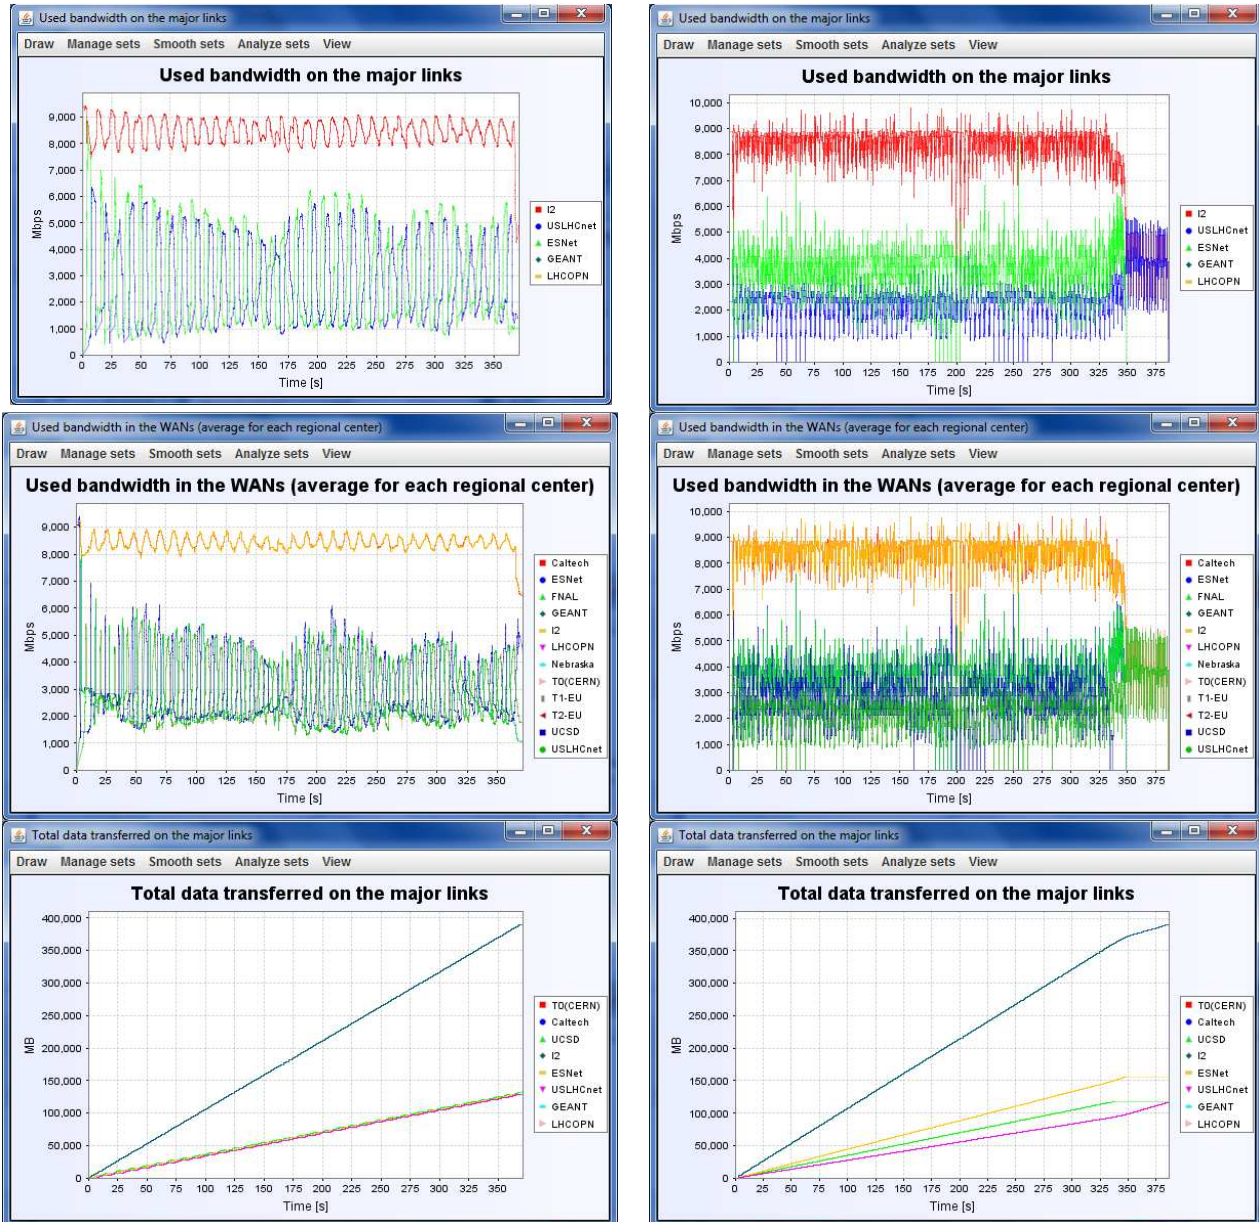 Used bandwidth on the major links
Draw Manage sets Smooth sets Analyze sets View
Used bandwidth on the major links
9,000
8,000
7,000
6,000
5,000
4,000
3,000
2,000
1,000
0
Mbps
0 25 50 75 100 125 150 175 200 225 250 275 300 325 350
Time [s]
I2
USLHCnet
ESNet
GEANT
LHCOPN
Used bandwidth on the major links
Draw Manage sets Smooth sets Analyze sets View
Used bandwidth on the major links
10,000
9,000
8,000
7,000
6,000
5,000
4,000
3,000
2,000
1,000
0
Mbps
0 25 50 75 100 125 150 175 200 225 250 275 300 325 350 375
Time [s]
I2
USLHCnet
ESNet
GEANT
LHCOPN
Used bandwidth in the WANs (average for each regional center)
Draw Manage sets Smooth sets Analyze sets View
Used bandwidth in the WANs (average for each regional center)
9,000
8,000
7,000
6,000
5,000
4,000
3,000
2,000
1,000
0
Mbps
0 25 50 75 100 125 150 175 200 225 250 275 300 325 350
Time [s]
Caltech
ESNet
FNAL
GEANT
I2
LHCOPN
Nebraska
T0(CERN)
T1-EU
T2-EU
UCSD
USLHCnet
Used bandwidth in the WANs (average for each regional center)
Draw Manage sets Smooth sets Analyze sets View
Used bandwidth in the WANs (average for each regional center)
10,000
9,000
8,000
7,000
6,000
5,000
4,000
3,000
2,000
1,000
0
Mbps
0 25 50 75 100 125 150 175 200 225 250 275 300 325 350 375
Time [s]
Caltech
ESNet
FNAL
GEANT
I2
LHCOPN
Nebraska
T0(CERN)
T1-EU
T2-EU
UCSD
USLHCnet
Total data transferred on the major links
Draw Manage sets Smooth sets Analyze sets View
Total data transferred on the major links
400,000
350,000
300,000
250,000
200,000
150,000
100,000
50,000
0
MB
0 25 50 75 100 125 150 175 200 225 250 275 300 325 350
Time [s]
T0(CERN)
Caltech
UCSD
I2
ESNet
USLHCnet
GEANT
LHCOPN
Total data transferred on the major links
Draw Manage sets Smooth sets Analyze sets View
Total data transferred on the major links
400,000
350,000
300,000
250,000
200,000
150,000
100,000
50,000
0
MB
0 25 50 75 100 125 150 175 200 225 250 275 300 325 350 375
Time [s]
T0(CERN)
Caltech
UCSD
I2
ESNet
USLHCnet
GEANT
LHCOPN